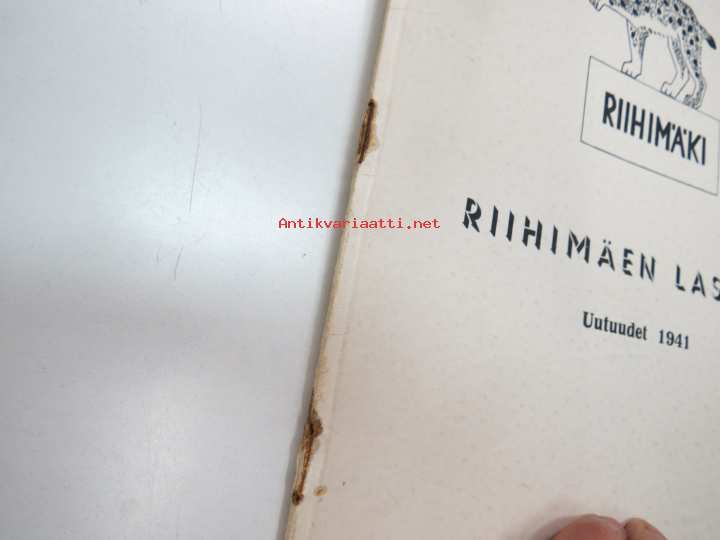 RIIHIMÄKI
Antikvariaatti.net
RIIHIMÄEN LAS
Uutuudet 1941